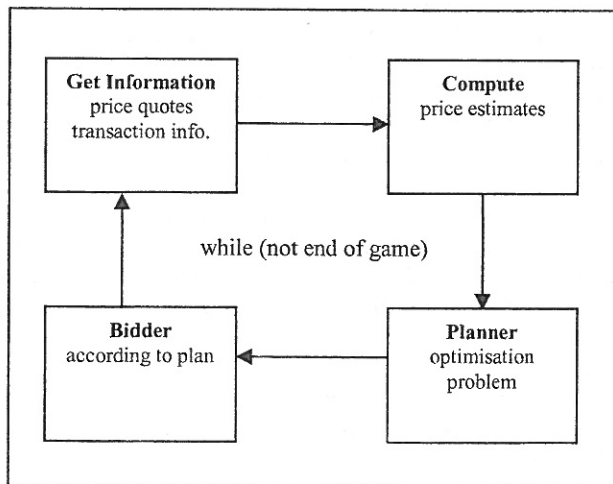 Get Information
price quotes
transaction info.
Compute
price estimates
while (not end of game)
Bidder
according to plan
Planner
optimisation
problem